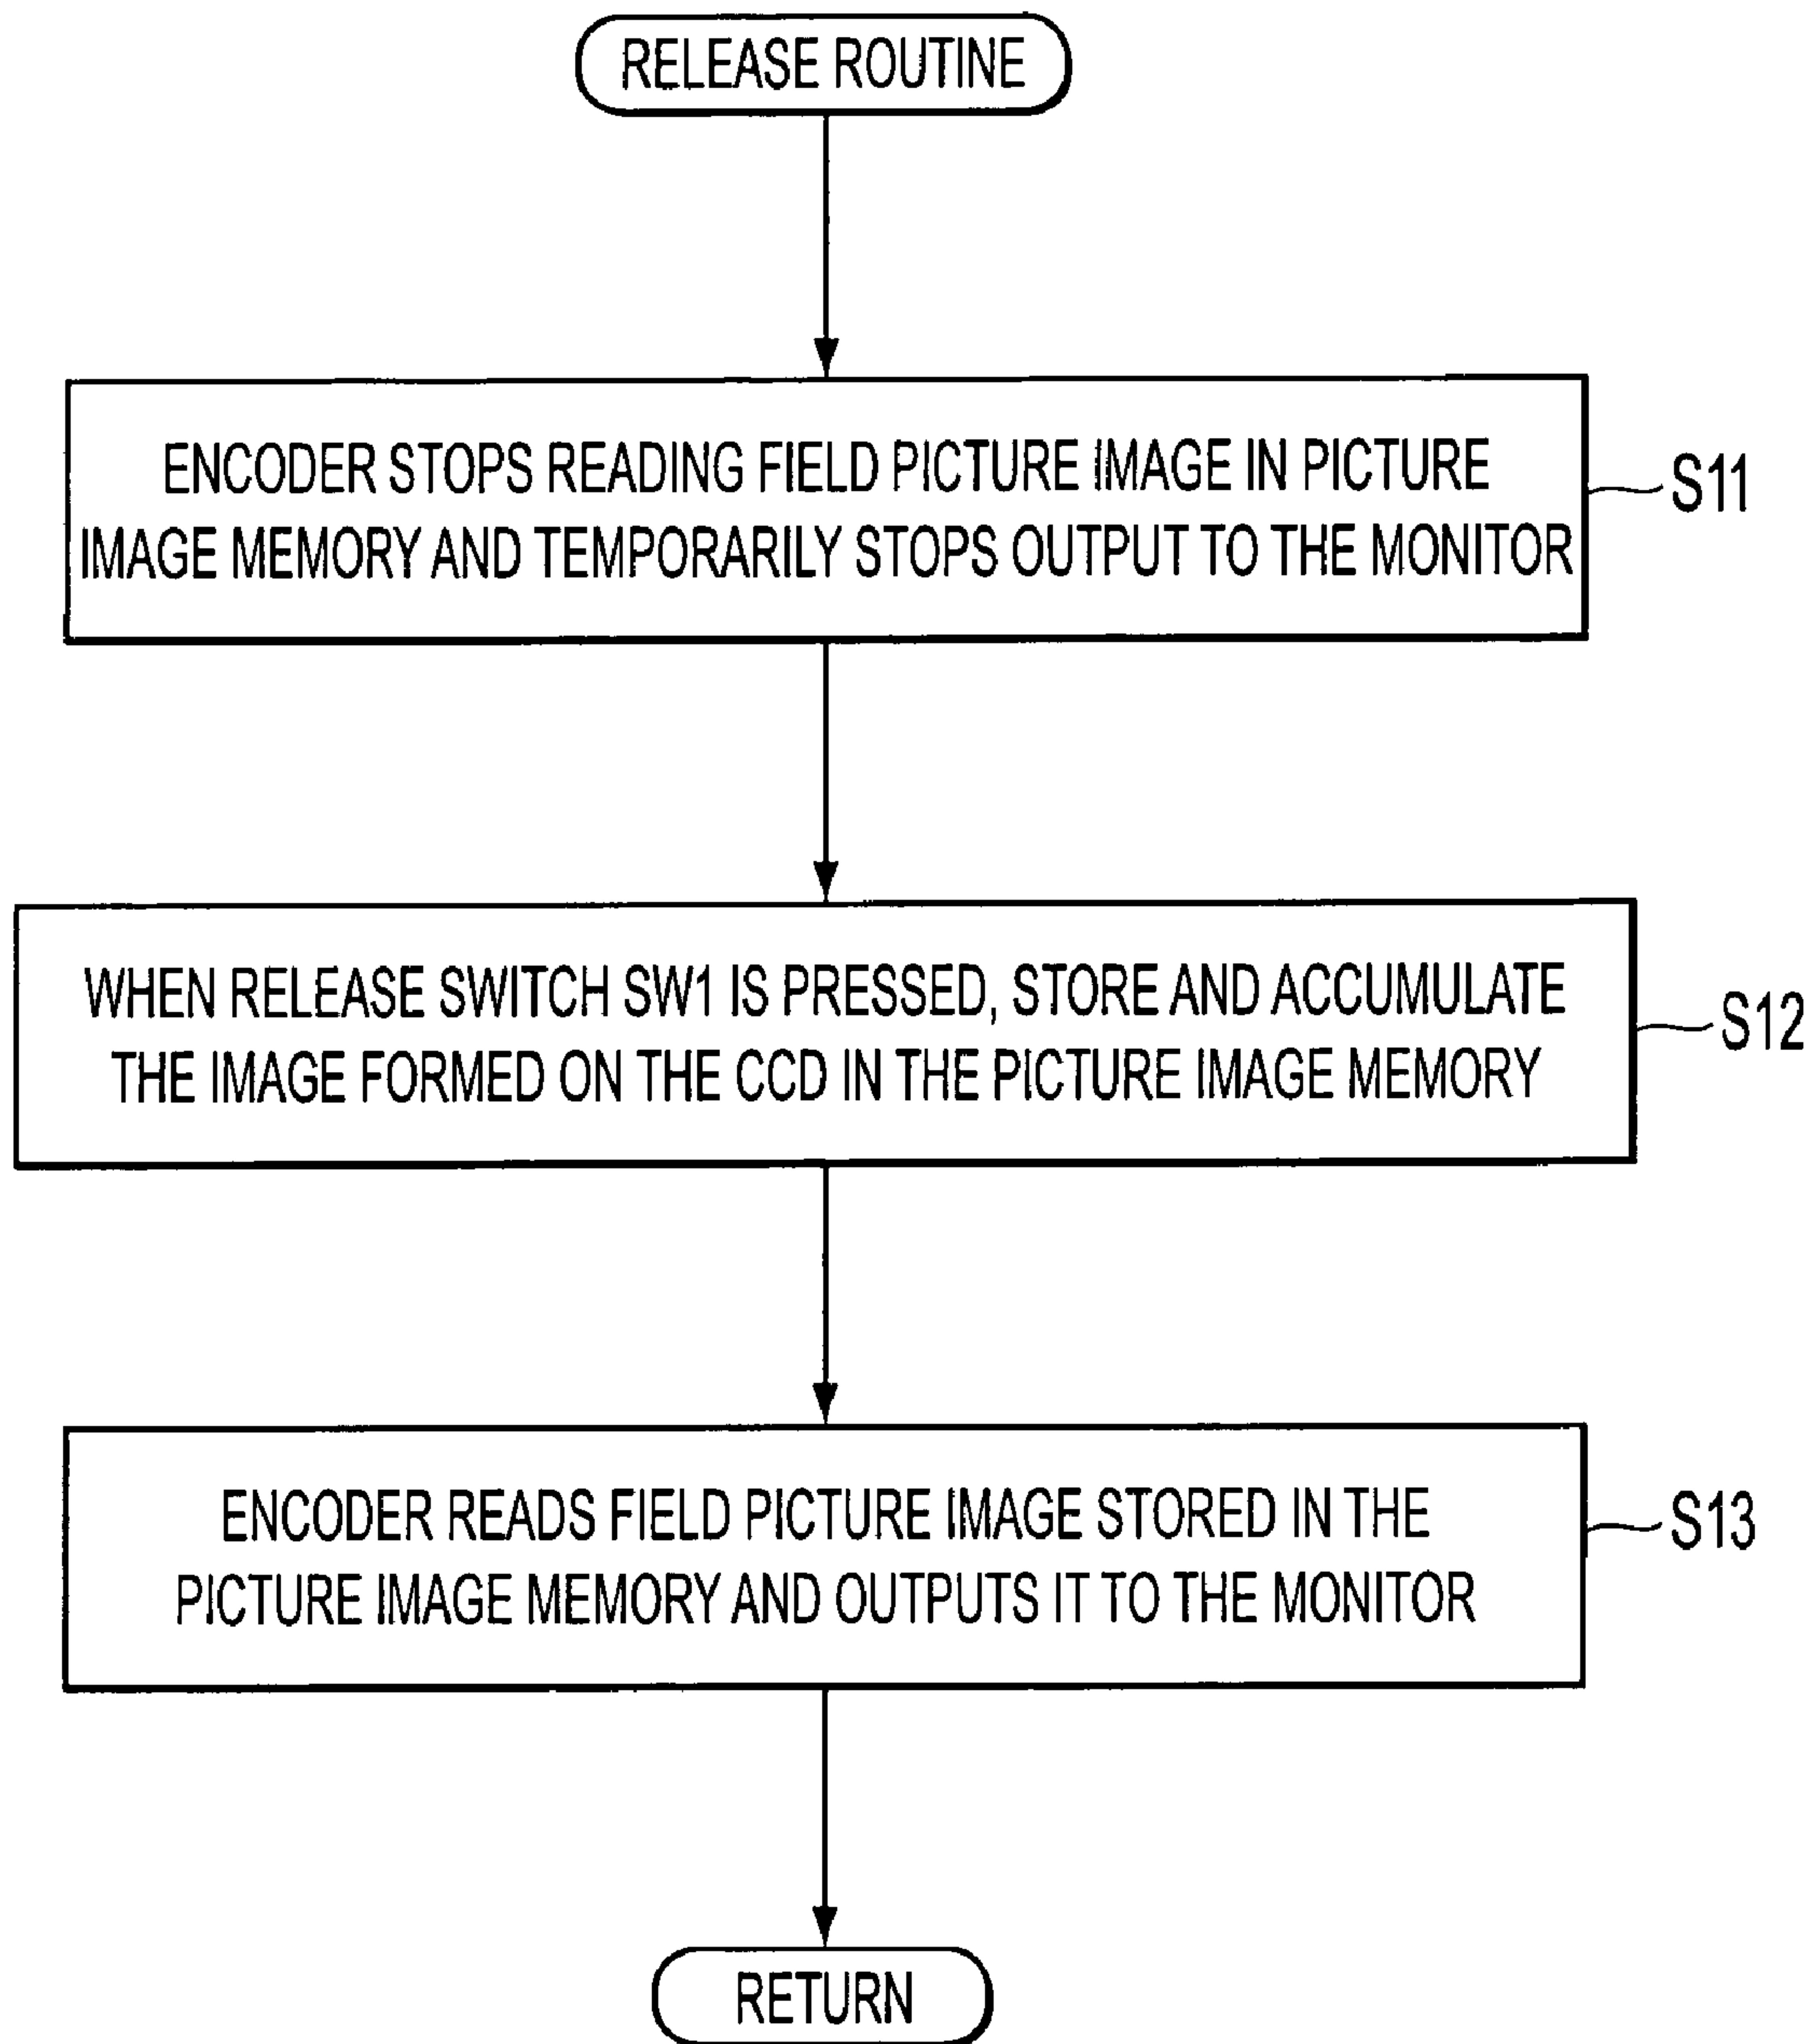 RELEASE ROUTINE
ENCODER STOPS READING FIELD PICTURE IMAGE IN PICTURE
IMAGE MEMORY AND TEMPORARILY STOPS OUTPUT TO THE MONITOR
S11
WHEN RELEASE SWITCH SW1 IS PRESSED, STORE AND ACCUMULATE
THE IMAGE FORMED ON THE CCD IN THE PICTURE IMAGE MEMORY
S12
ENCODER READS FIELD PICTURE IMAGE STORED IN THE
PICTURE IMAGE MEMORY AND OUTPUTS IT TO THE MONITOR
S13
RETURN